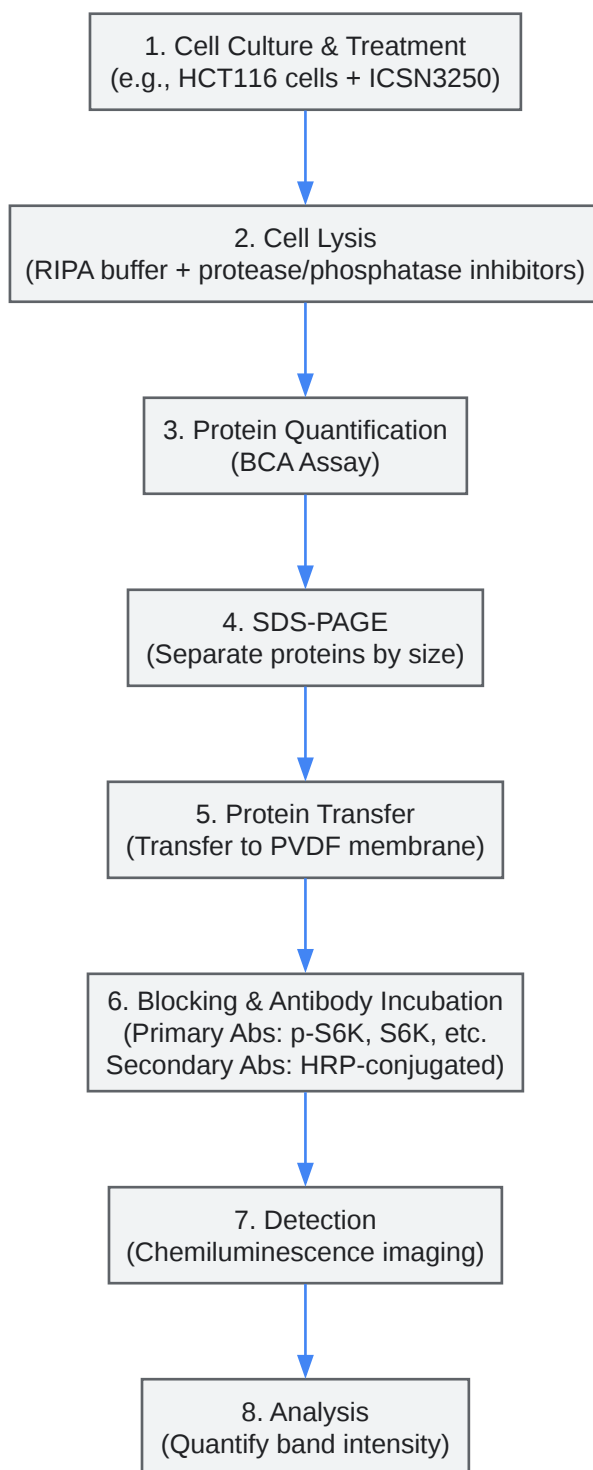 1. Cell Culture & Treatment
(e.g., HCT116 cells + ICSN3250)
2. Cell Lysis
(RIPA buffer + protease/phosphatase inhibitors)
3. Protein Quantification
(BCA Assay)
4. SDS-PAGE
(Separate proteins by size)
5. Protein Transfer
(Transfer to PVDF membrane)
6. Blocking & Antibody Incubation
(Primary Abs: p-S6K, S6K, etc.
Secondary Abs: HRP-conjugated)
7. Detection
(Chemiluminescence imaging)
8. Analysis
(Quantify band intensity)